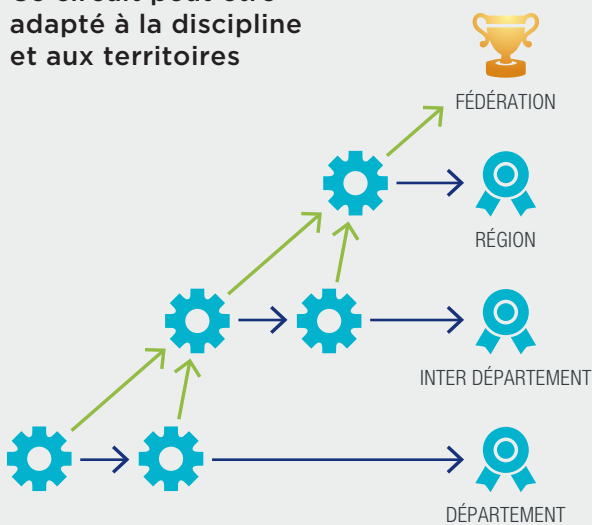 adapté à la discipline
et aux territoires
FÉDÉRATION
RÉGION
INTER DÉPARTEMENT
DÉPARTEMENT